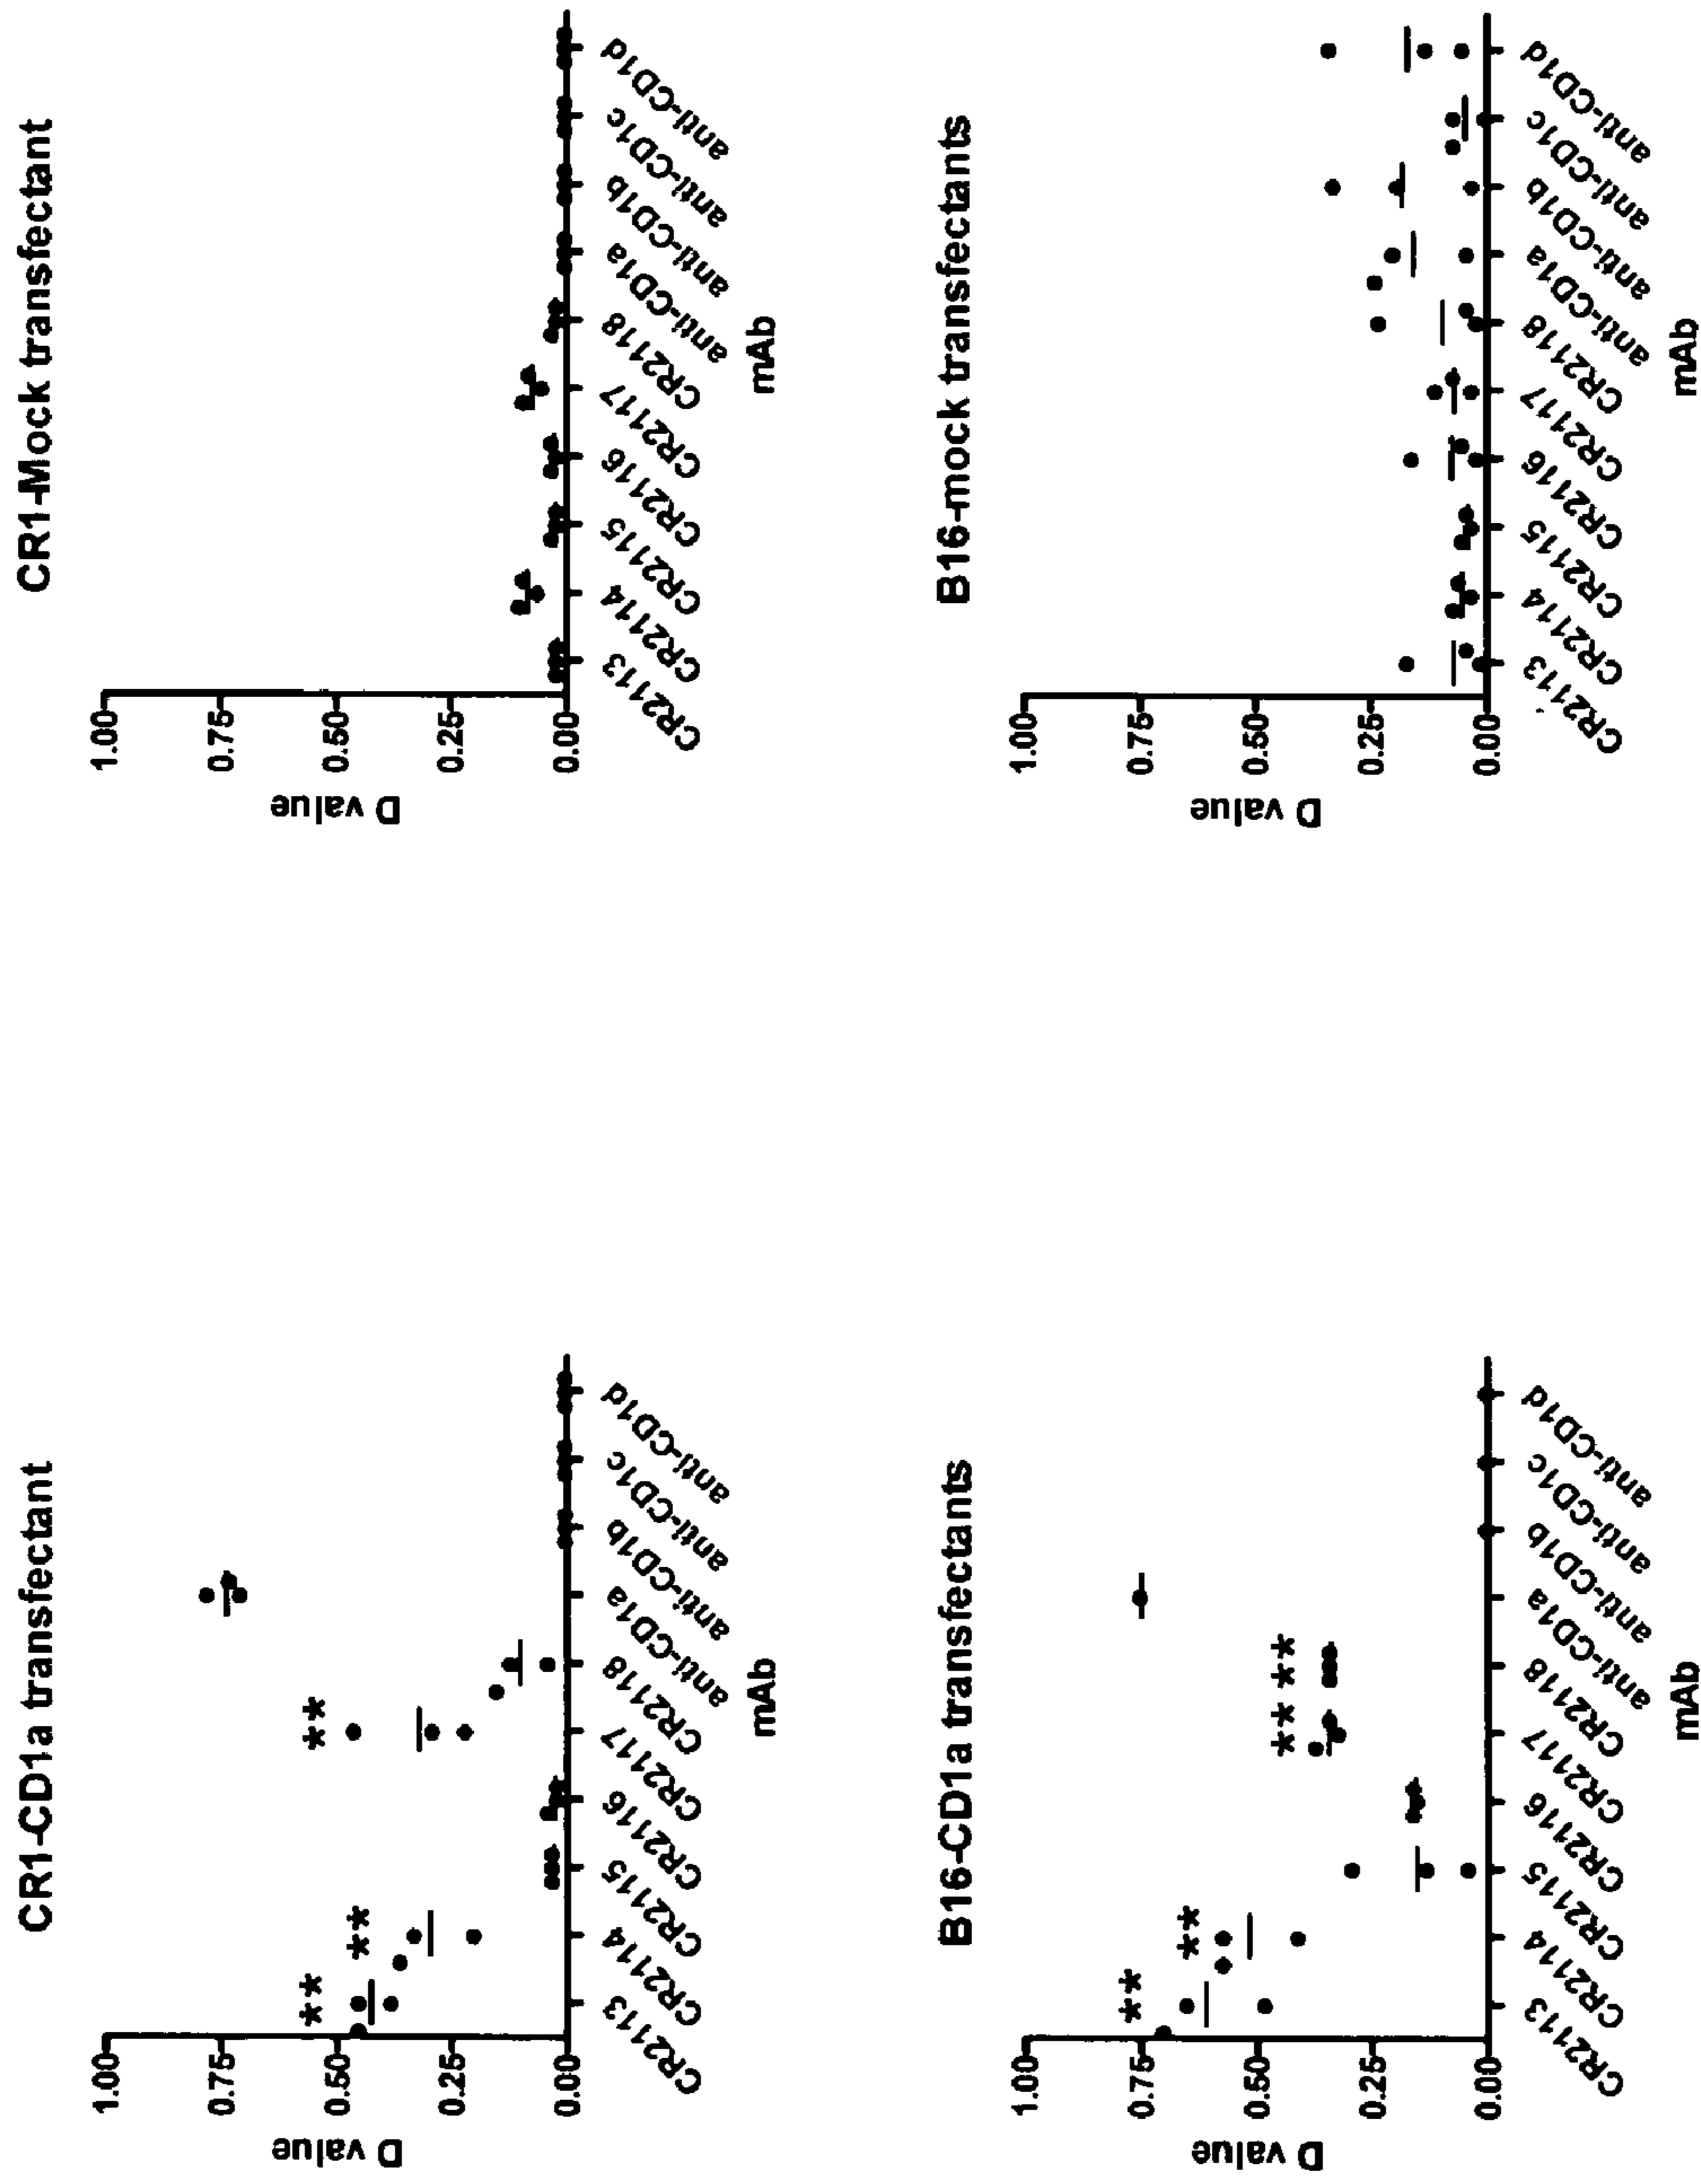 CR1-CD1a transfectant
**
**
**
1.00
0.75
0.50
0.25
0.00
D value
CR2113
CR2114
CR2115
CR2116
CR2117
CR2118
anti-CD1a
anti-CD1b
anti-CD1c
anti-CD1d
mAb
CR1-Mock transfectant
1.00
0.75
0.50
0.25
0.00
D value
CR2113
CR2114
CR2115
CR2116
CR2117
CR2118
anti-CD1a
anti-CD1b
anti-CD1c
anti-CD1d
mAb
B16-CD1a transfectants
**
**
**
**
1.00
0.75
0.50
0.25
0.00
D value
CR2113
CR2114
CR2115
CR2116
CR2117
CR2118
anti-CD1a
anti-CD1b
anti-CD1c
anti-CD1d
mAb
B16-mock transfectants
1.00
0.75
0.50
0.25
0.00
D value
CR2113
CR2114
CR2115
CR2116
CR2117
CR2118
anti-CD1a
anti-CD1b
anti-CD1c
anti-CD1d
mAb